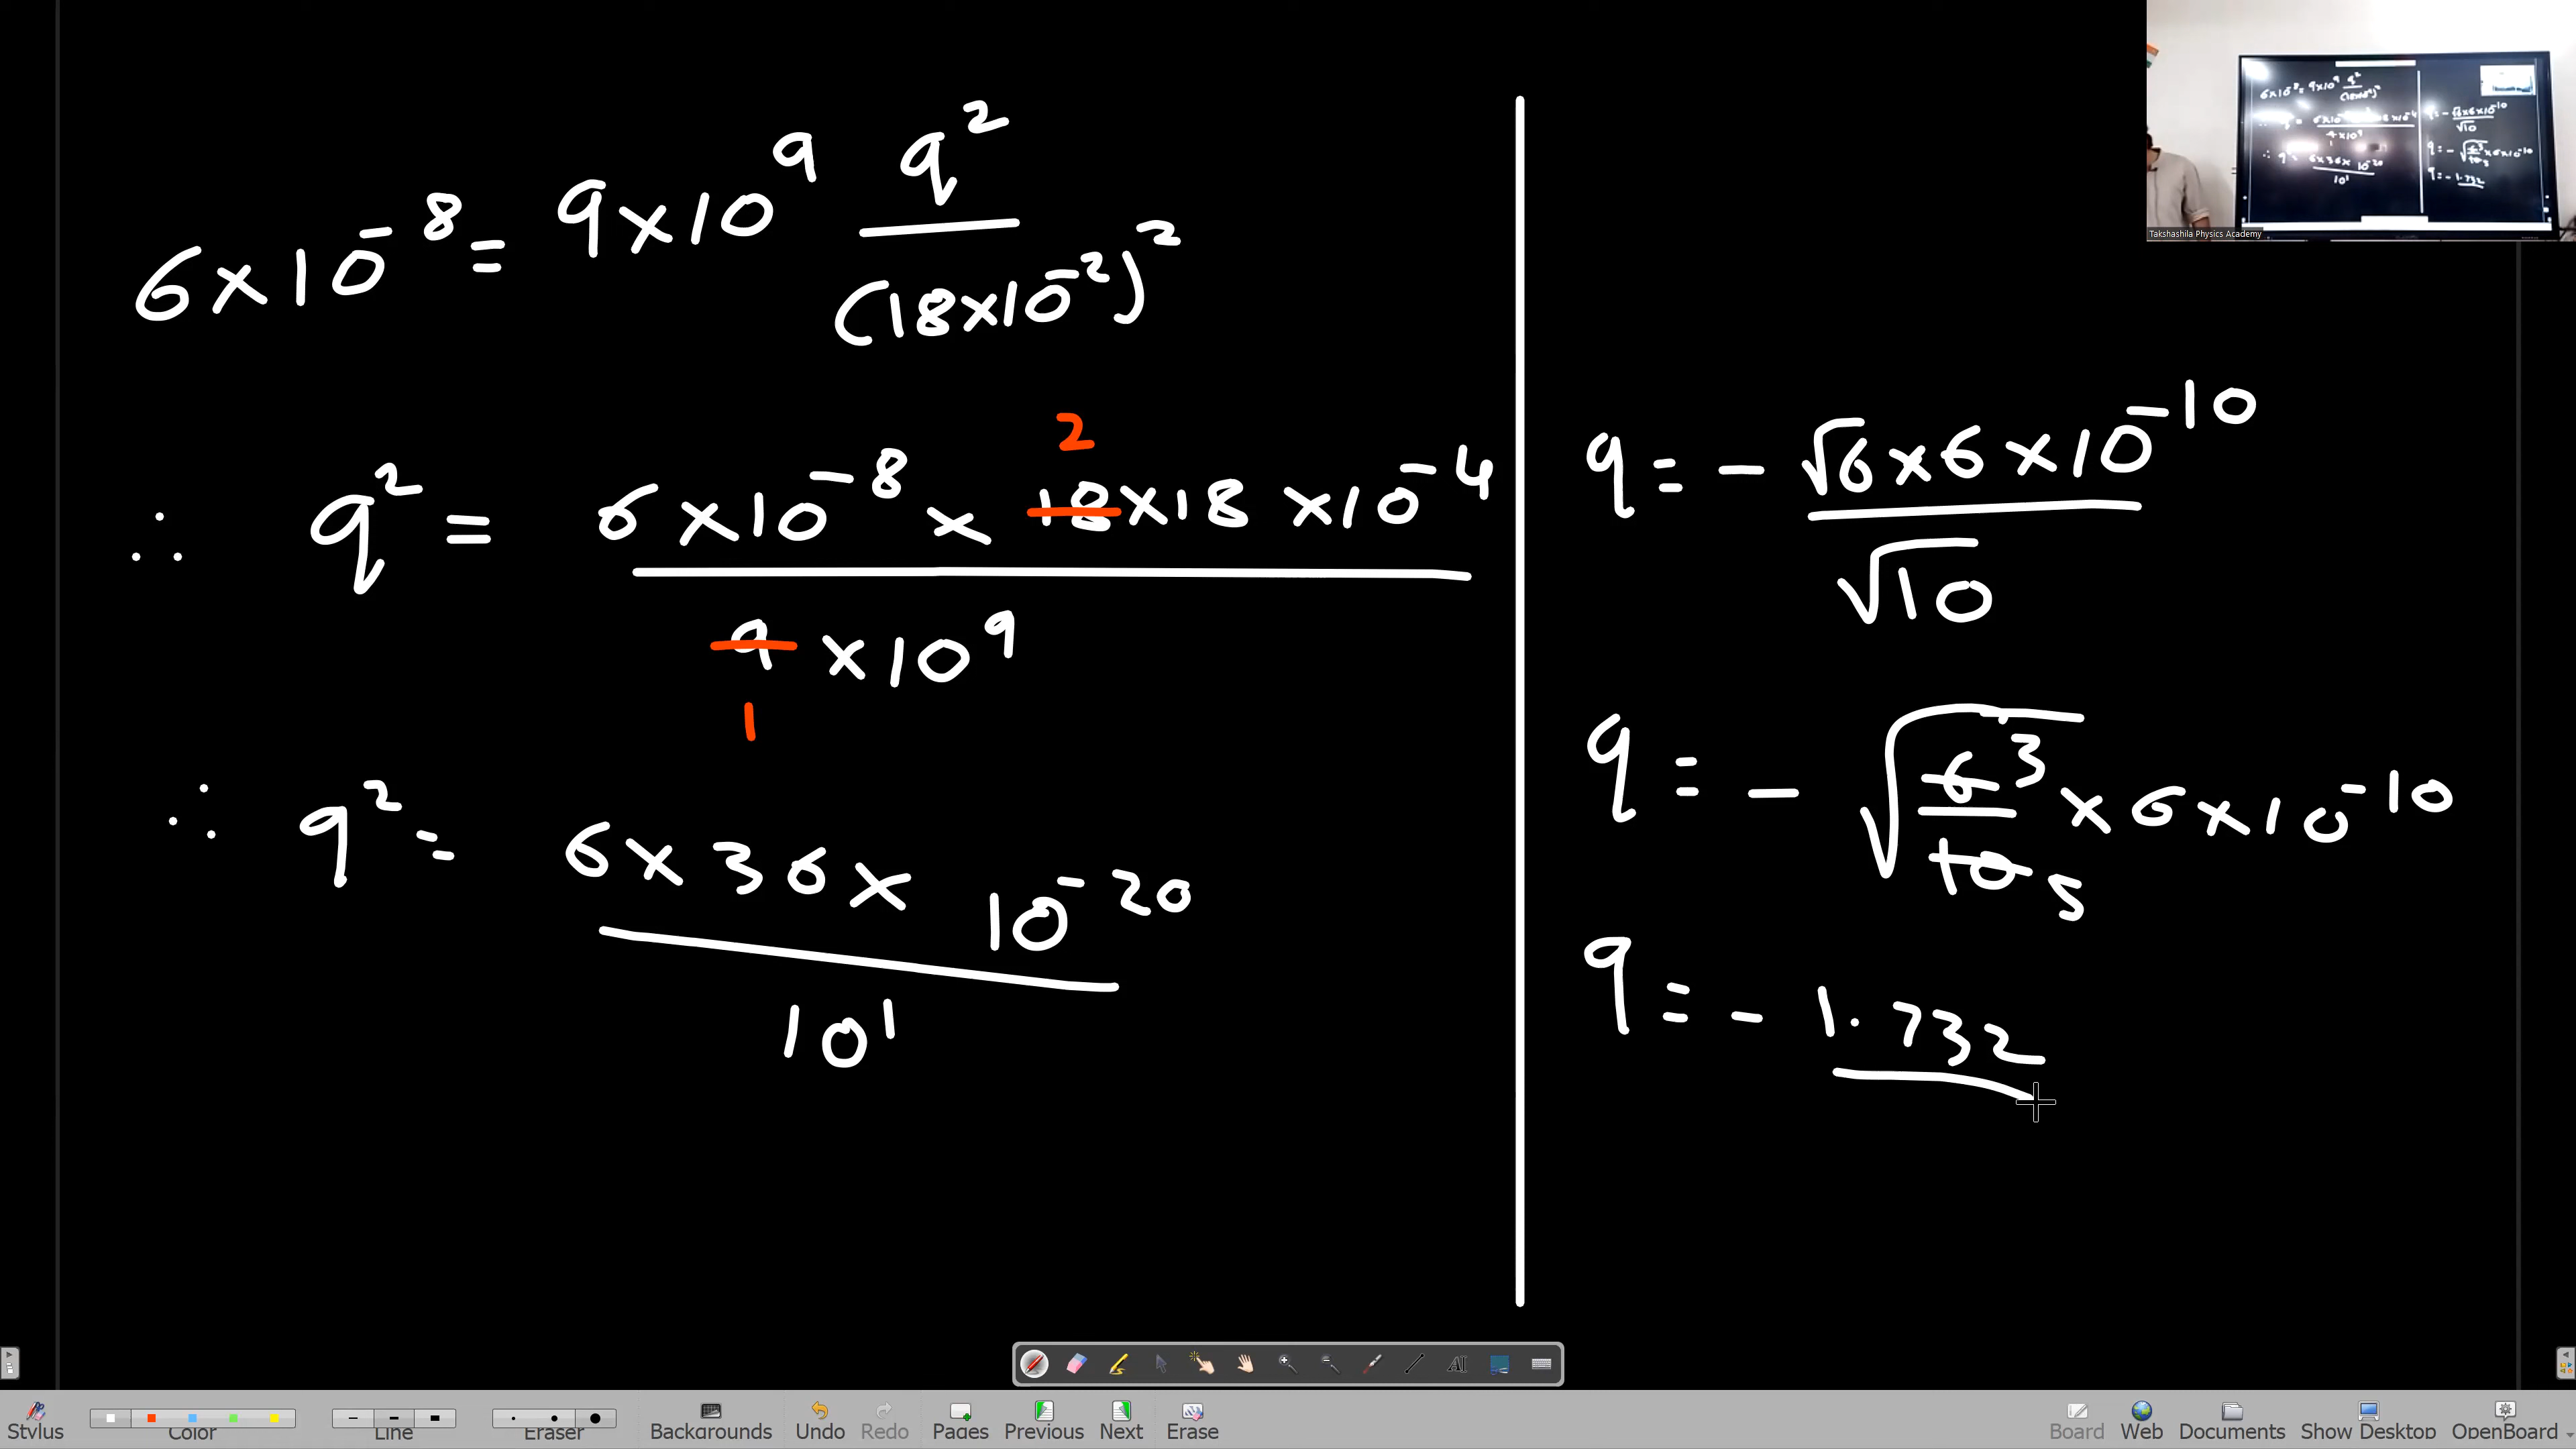 6×10⁻⁸ = 9×10⁹ q²/(18×10⁻²)²
2
∴ q² = 6×10⁻⁸ × 18×18 ×10⁻⁴
9 ×10⁹
1
∴ q² = 6×36× 10⁻²⁰
10¹
q = - √6×6×10⁻¹⁰
√10
q = - √6 3/10 5 ×6×10⁻¹⁰
q = - 1.732
Takshashila Physics Academy
Stylus Color Line Eraser Backgrounds Undo Redo Pages Previous Next Erase Board Web Documents Show Desktop OpenBoard